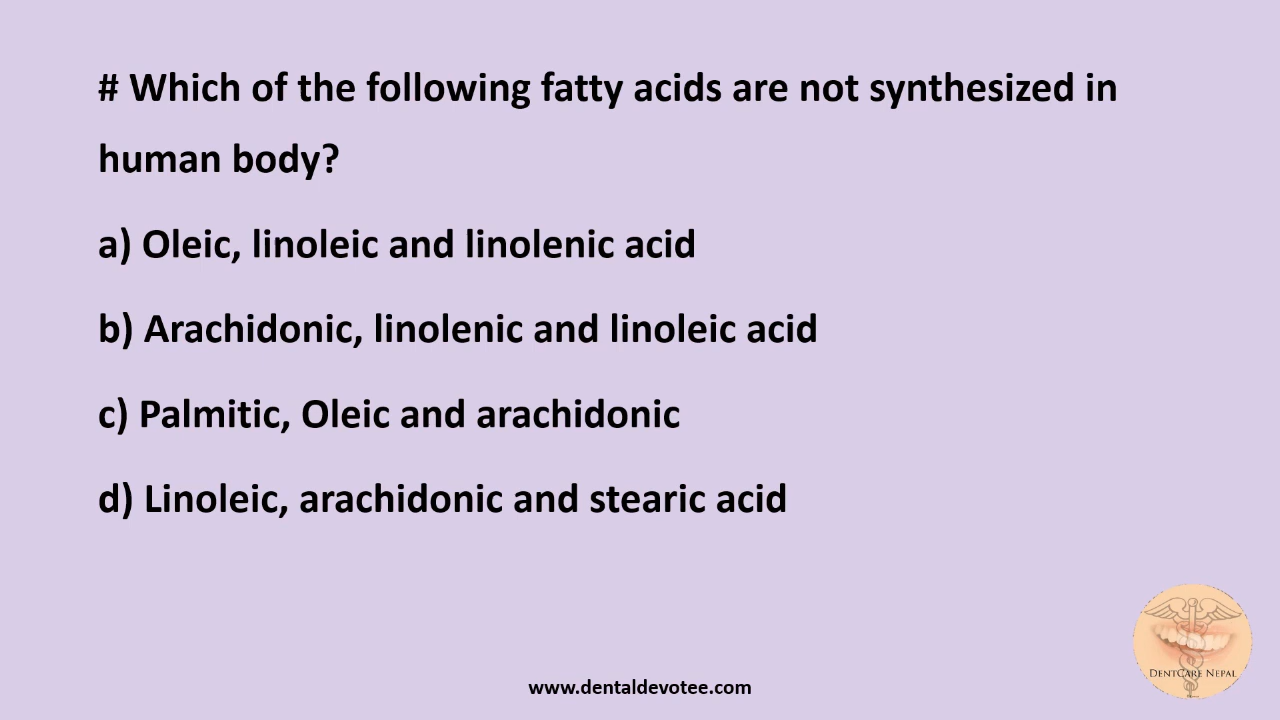 # Which of the following fatty acids are not synthesized in
human body?
a) Oleic, linoleic and linolenic acid
b) Arachidonic, linolenic and linoleic acid
c) Palmitic, Oleic and arachidonic
d) Linoleic, arachidonic and stearic acid
DENTCARE NEPAL
www.dentaldevotee.com